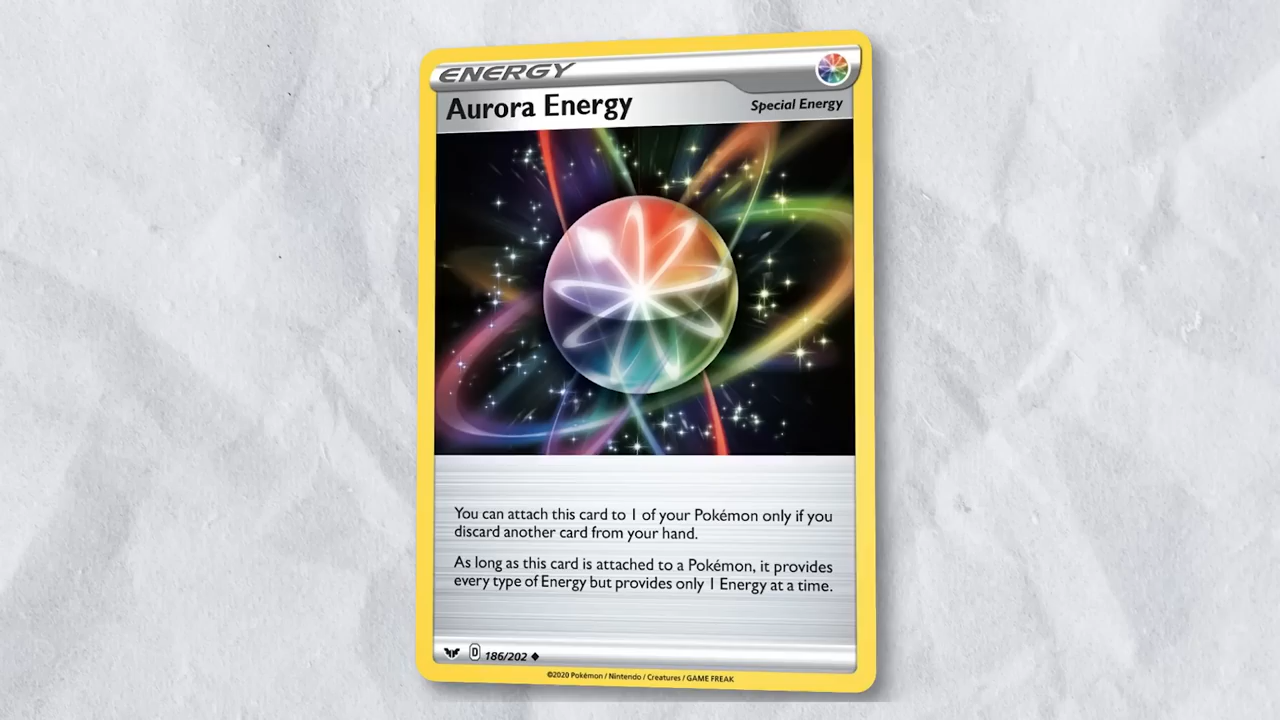 ENERGY
Aurora Energy
Special Energy
You can attach this card to 1 of your Pokémon only if you
discard another card from your hand.
As long as this card is attached to a Pokémon, it provides
every type of Energy but provides only 1 Energy at a time.
D 186/202
©2020 Pokémon / Nintendo / Creatures / GAME FREAK